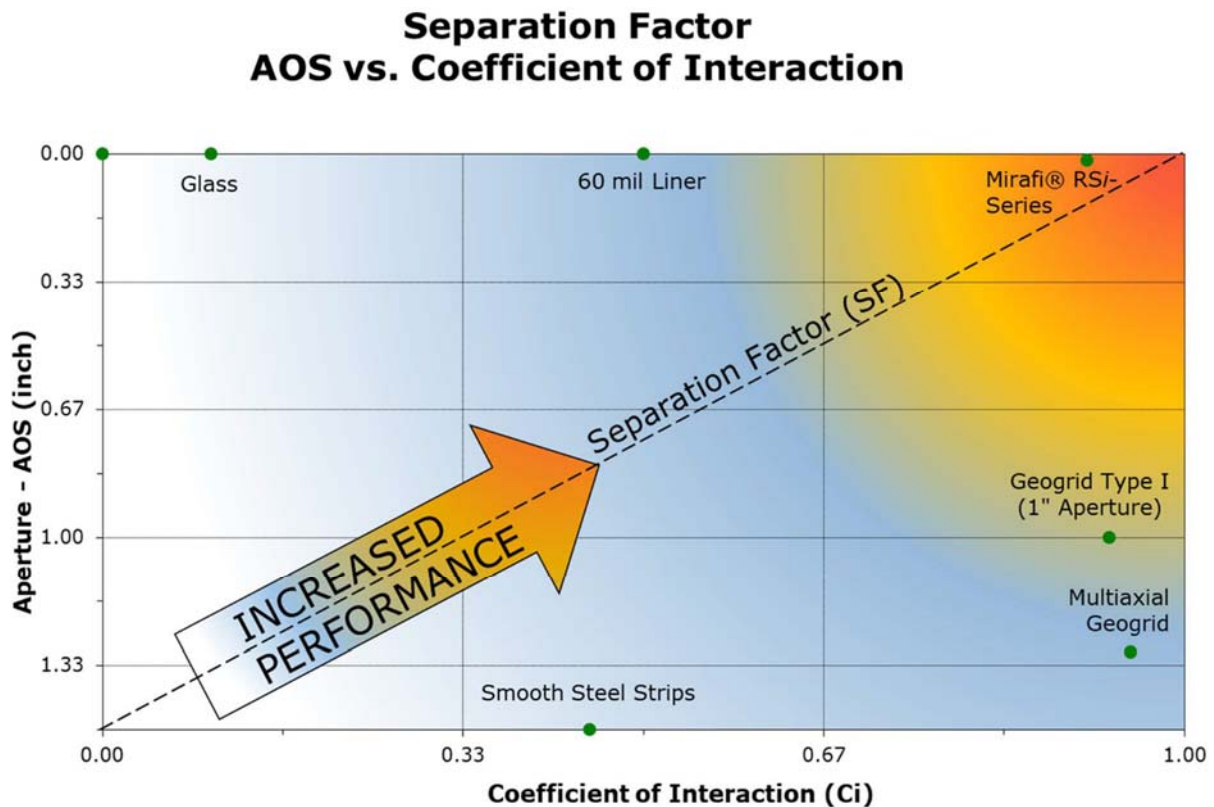 Separation Factor
AOS vs. Coefficient of Interaction
0.00
Glass
60 mil Liner
Mirafi® RSi-
Series
0.33
Separation Factor (SF)
Aperture - AOS (inch)
0.67
Geogrid Type I
(1" Aperture)
1.00
INCREASED
PERFORMANCE
Multiaxial
Geogrid
1.33
Smooth Steel Strips
0.00
0.33
0.67
1.00
Coefficient of Interaction (Ci)